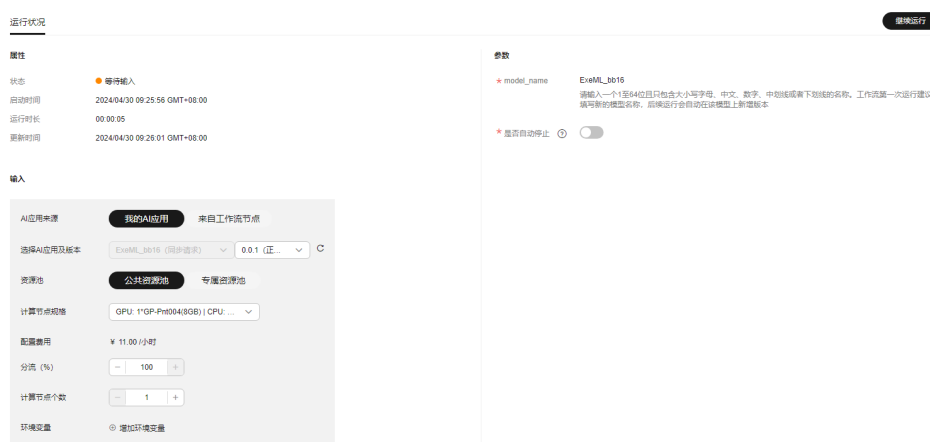 运行状况
继续运行
属性
状态 等待输入
启动时间 2024/04/30 09:25:56 GMT+08:00
运行时长 00:00:05
更新时间 2024/04/30 09:26:01 GMT+08:00
输入
AI应用来源 我的AI应用 来自工作流节点
选择AI应用及版本 ExeML_bb16（同步请求） 0.0.1（正...
资源池 公共资源池 专属资源池
计算节点规格 GPU: 1*GP-Pnt004(8GB) | CPU: ...
配置费用 ¥ 11.00 /小时
分流（%） － 100 ＋
计算节点个数 － 1 ＋
环境变量 增加环境变量
参数
* model_name ExeML_bb16
请输入一个1至64位且只包含大小写字母、中文、数字、中划线或者下划线的名称。工作流第一次运行建议
填写新的模型名称，后续运行会自动在该模型上新增版本
* 是否自动停止 ?